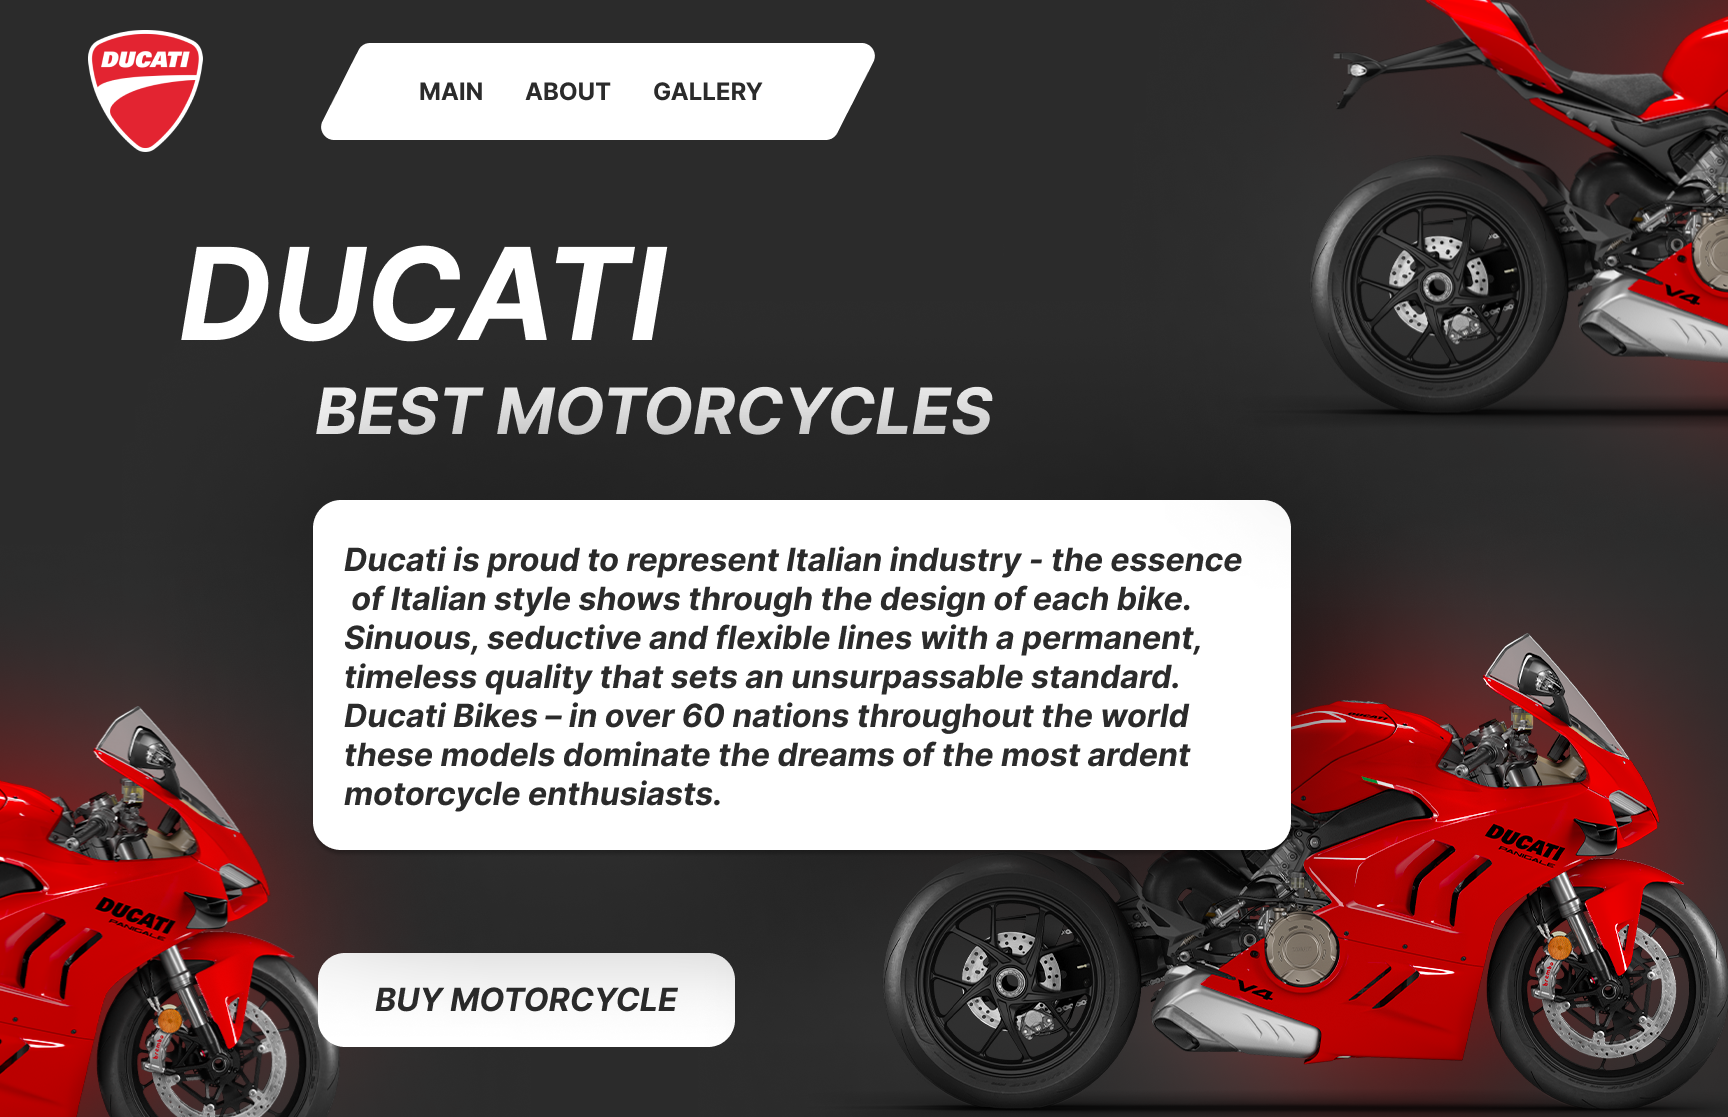 DUCATI
MAIN ABOUT GALLERY
DUCATI
BEST MOTORCYCLES
Ducati is proud to represent Italian industry - the essence
of Italian style shows through the design of each bike.
Sinuous, seductive and flexible lines with a permanent,
timeless quality that sets an unsurpassable standard.
Ducati Bikes – in over 60 nations throughout the world
these models dominate the dreams of the most ardent
motorcycle enthusiasts.
BUY MOTORCYCLE
V4
DUCATI
PANIGALE
brembo
DUCATI
PANIGALE
V4
brembo